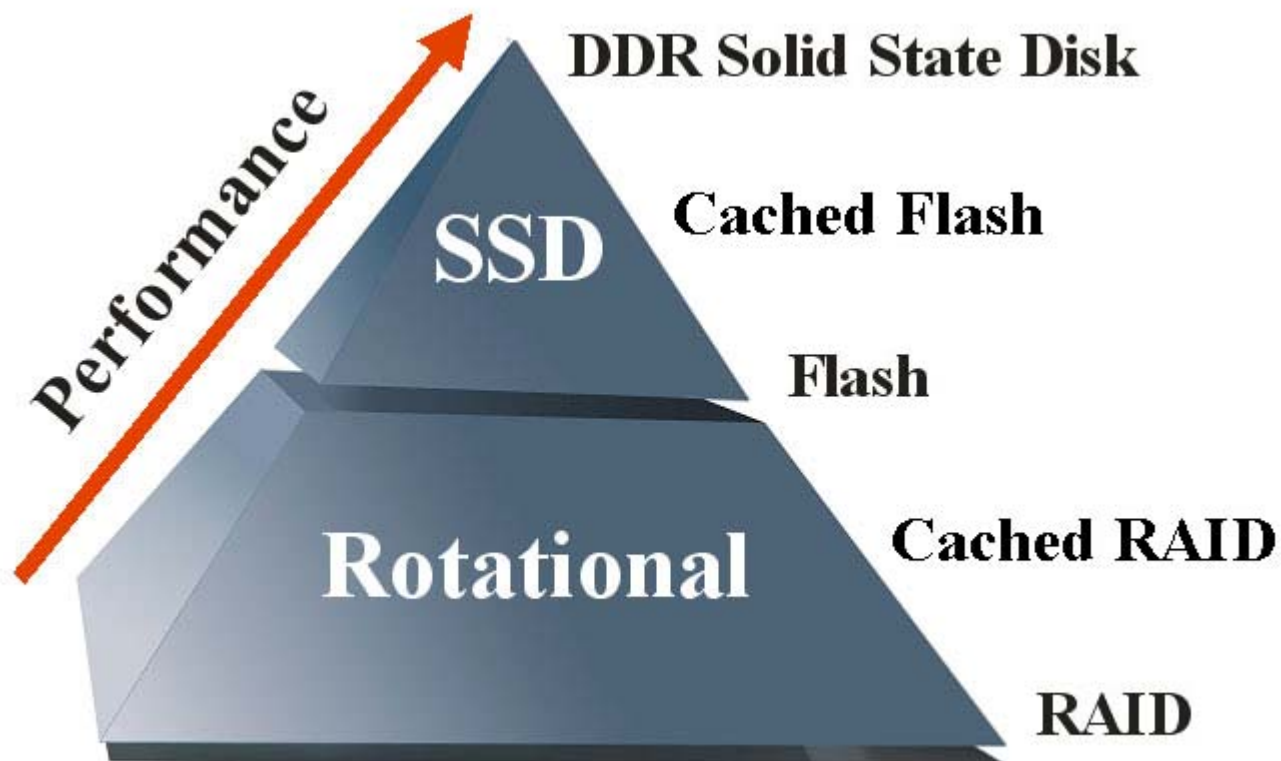 DDR Solid State Disk
Performance
Cached Flash
SSD
Flash
Cached RAID
Rotational
RAID